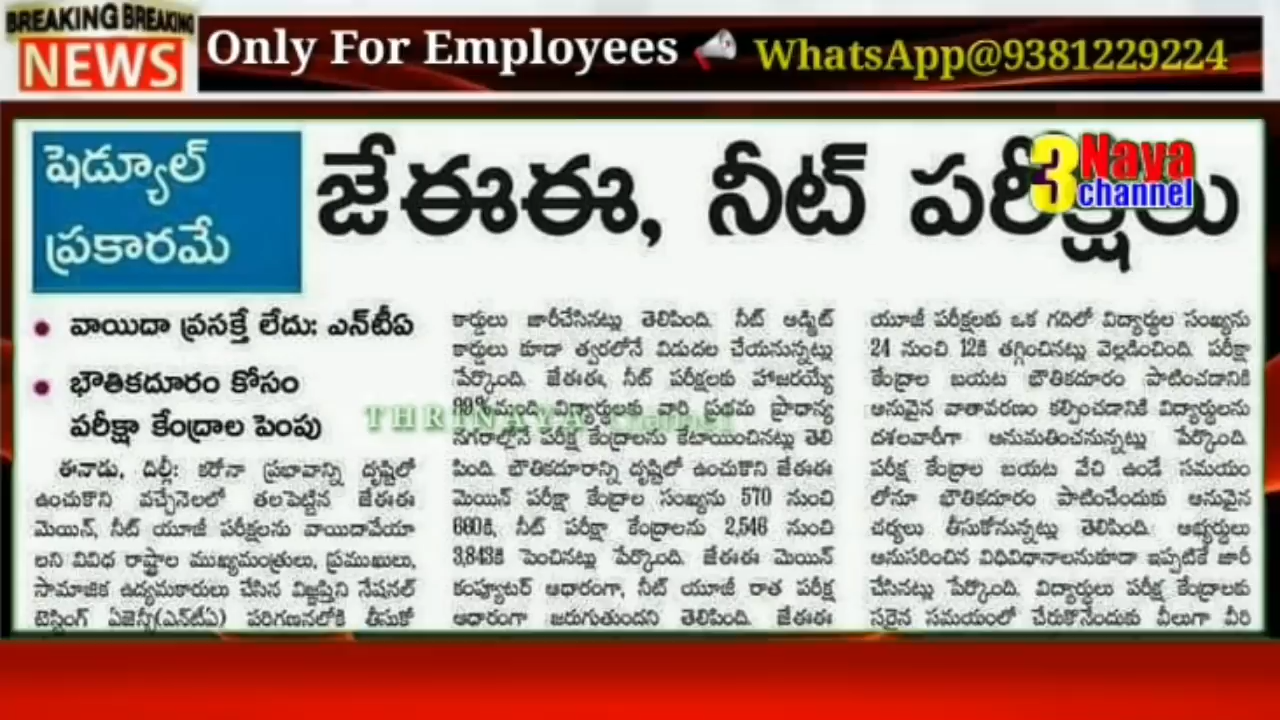 BREAKING BREAKING
NEWS
Only For Employees
WhatsApp@9381229224
షెడ్యూల్
ప్రకారమే
జేఈఈ, నీట్ పరీక్షలు
3 Naya
channel
వాయిదా ప్రసక్తే లేదు: ఎన్‌టీఏ
భౌతికదూరం కోసం
పరీక్షా కేంద్రాల పెంపు
ఈనాడు, దిల్లీ: కరోనా ప్రభావాన్ని దృష్టిలో
ఉంచుకొని వచ్చేనెలలో తలపెట్టిన జేఈఈ
మెయిన్, నీట్ యూజీ పరీక్షలను వాయిదావేయా
లని వివిధ రాష్ట్రాల ముఖ్యమంత్రులు, ప్రముఖులు,
సామాజిక ఉద్యమకారులు చేసిన విజ్ఞప్తిని నేషనల్
టెస్టింగ్ ఏజెన్సీ(ఎన్‌టీఏ) పరిగణనలోకి తీసుకో
కార్డులు జారీచేసినట్లు తెలిపింది. నీట్ అడ్మిట్
కార్డులు కూడా త్వరలోనే విడుదల చేయనున్నట్లు
పేర్కొంది. జేఈఈ, నీట్ పరీక్షలకు హాజరయ్యే
99%మంది విద్యార్థులకు వారి ప్రథమ ప్రాధాన్య
నగరాల్లోనే పరీక్ష కేంద్రాలను కేటాయించినట్లు తెలి
పింది. భౌతికదూరాన్ని దృష్టిలో ఉంచుకొని జేఈఈ
మెయిన్ పరీక్షా కేంద్రాల సంఖ్యను 570 నుంచి
660కి, నీట్ పరీక్షా కేంద్రాలను 2,546 నుంచి
3,843కి పెంచినట్లు పేర్కొంది. జేఈఈ మెయిన్
కంప్యూటర్ ఆధారంగా, నీట్ యూజీ రాత పరీక్ష
ఆధారంగా జరుగుతుందని తెలిపింది. జేఈఈ
యూజీ పరీక్షలకు ఒక గదిలో విద్యార్థుల సంఖ్యను
24 నుంచి 12కి తగ్గించినట్లు వెల్లడించింది. పరీక్షా
కేంద్రాల బయట భౌతికదూరం పాటించడానికి
అనువైన వాతావరణం కల్పించడానికి విద్యార్థులను
దశలవారీగా అనుమతించనున్నట్లు పేర్కొంది.
పరీక్ష కేంద్రాల బయట వేచి ఉండే సమయం
లోనూ భౌతికదూరం పాటించేందుకు అనువైన
చర్యలు తీసుకోనున్నట్లు తెలిపింది. అభ్యర్థులు
అనుసరించిన విధివిధానాలనుకూడా ఇప్పటికే జారీ
చేసినట్లు పేర్కొంది. విద్యార్థులు పరీక్ష కేంద్రాలకు
సరైన సమయంలో చేరుకొనేందుకు వీలుగా వీరి
THRINAYA